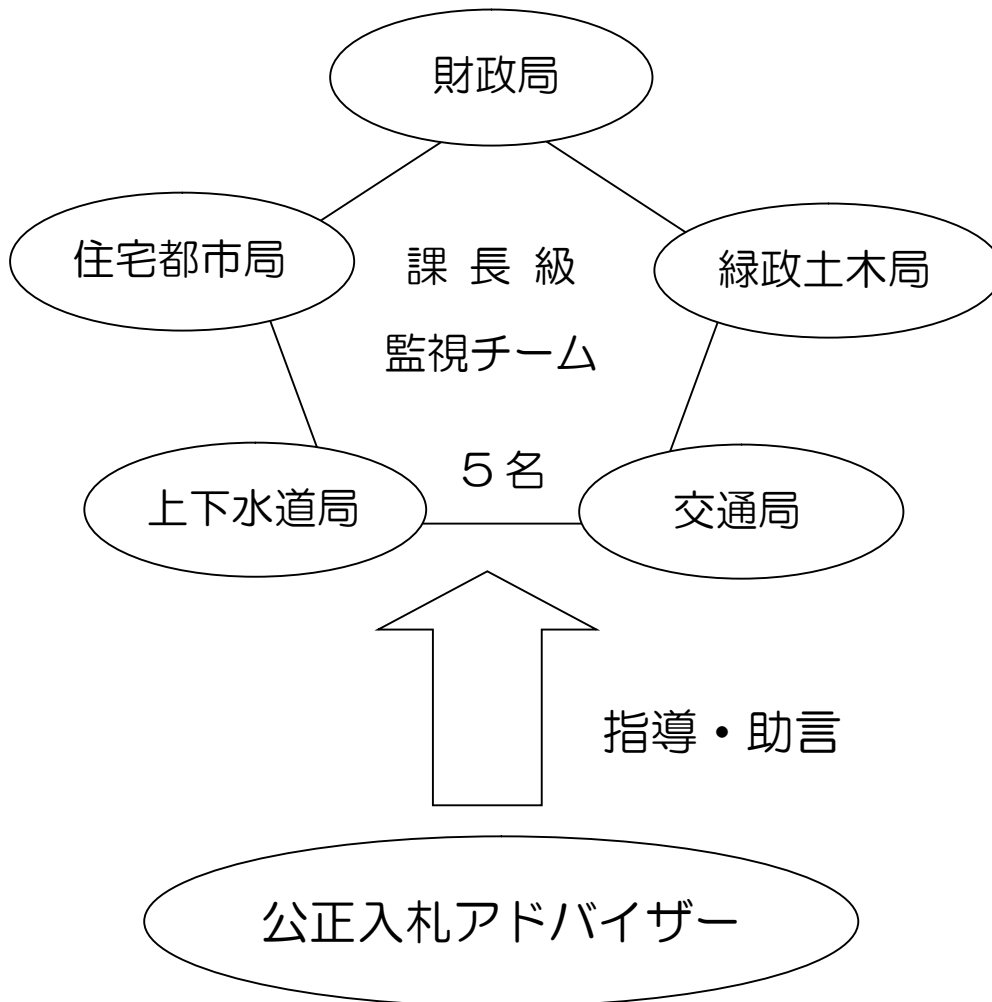 財政局
住宅都市局
課長級
緑政土木局
監視チーム
５名
上下水道局
交通局
指導・助言
公正入札アドバイザー